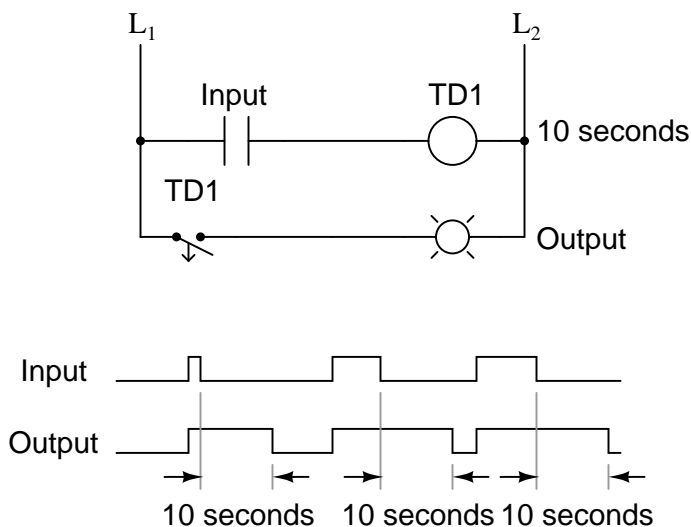 L1 L2
Input TD1
10 seconds
TD1
Output
Input
Output
10 seconds 10 seconds 10 seconds